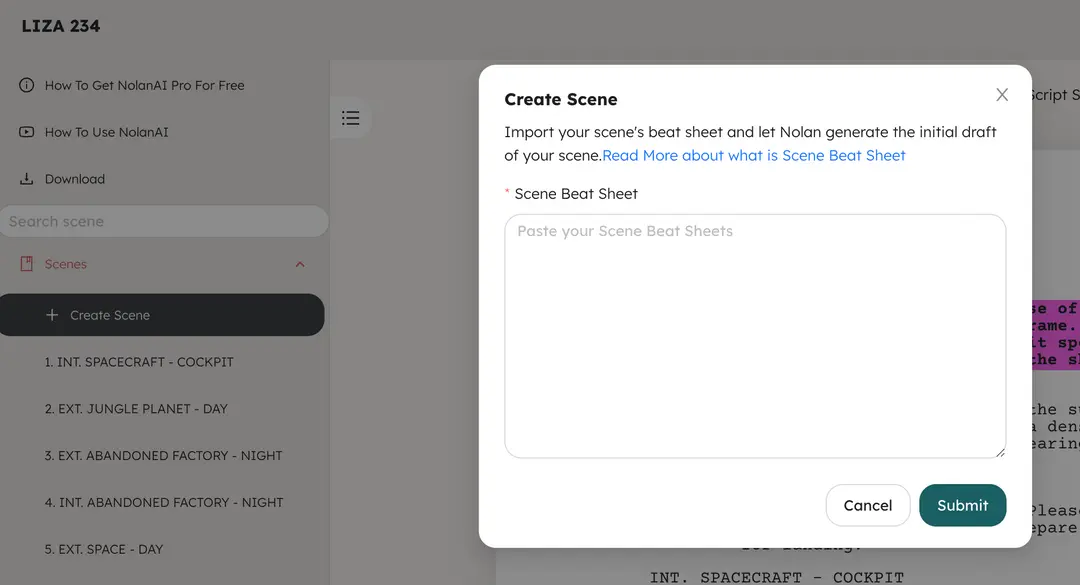 LIZA 234
How To Get NolanAI Pro For Free
How To Use NolanAI
Download
Search scene
Scenes
Create Scene
1. INT. SPACECRAFT - COCKPIT
2. EXT. JUNGLE PLANET - DAY
3. EXT. ABANDONED FACTORY - NIGHT
4. INT. ABANDONED FACTORY - NIGHT
5. EXT. SPACE - DAY
Create Scene
Import your scene's beat sheet and let Nolan generate the initial draft
of your scene.Read More about what is Scene Beat Sheet
* Scene Beat Sheet
Paste your Scene Beat Sheets
Cancel
Submit
Script S
se of
rame.
it sp
the s
the s
a den
earing
Pleas
epare
for landing.
INT. SPACECRAFT - COCKPIT